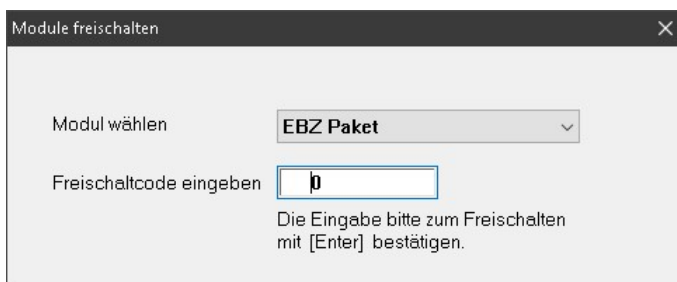 Module freischalten
Modul wählen
EBZ Paket
Freischaltcode eingeben
0
Die Eingabe bitte zum Freischalten
mit [Enter] bestätigen.